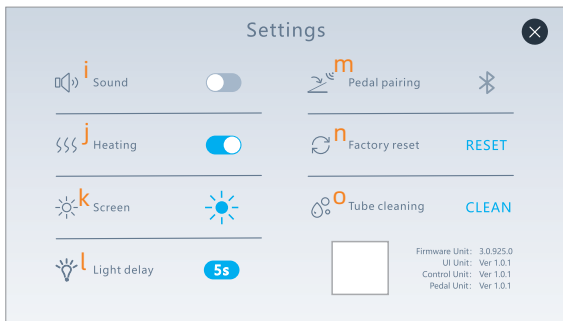 Settings
i Sound
j Heating
k Screen
l Light delay 5s
m Pedal pairing
n Factory reset RESET
o Tube cleaning CLEAN
Firmware Unit: 3.0.925.0
UI Unit: Ver 1.0.1
Control Unit: Ver 1.0.1
Pedal Unit: Ver 1.0.1